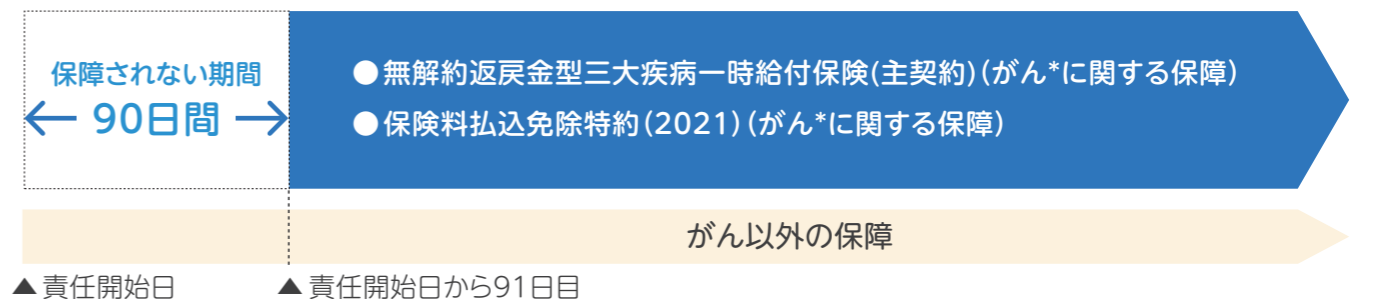 保障されない期間
90日間
●無解約返戻金型三大疾病一時給付保険(主契約)(がん*に関する保障)
●保険料払込免除特約(2021)(がん*に関する保障)
がん以外の保障
▲責任開始日
▲責任開始日から91日目